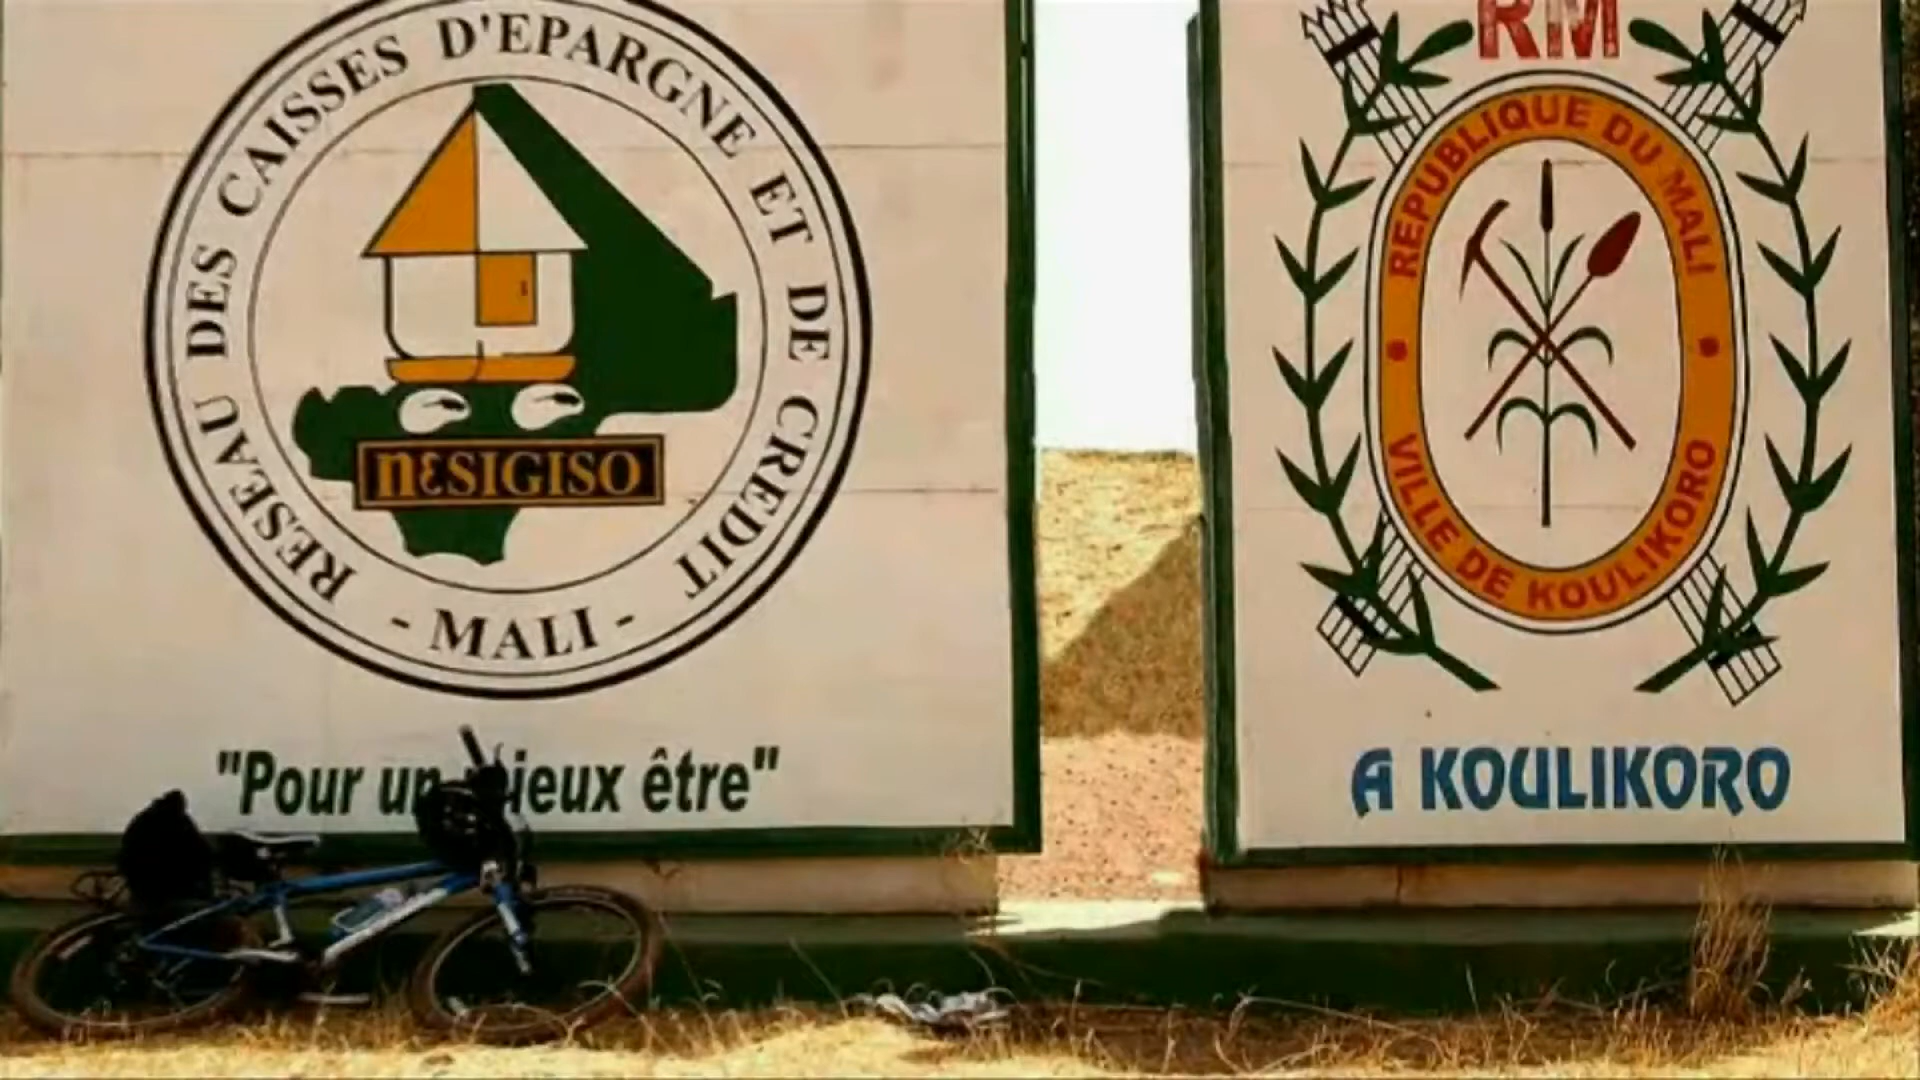 RESEAU DES CAISSES D'EPARGNE ET DE CREDIT
- MALI -
nɛSIGISO
"Pour un mieux être"
RM
REPUBLIQUE DU MALI
VILLE DE KOULIKORO
A KOULIKORO